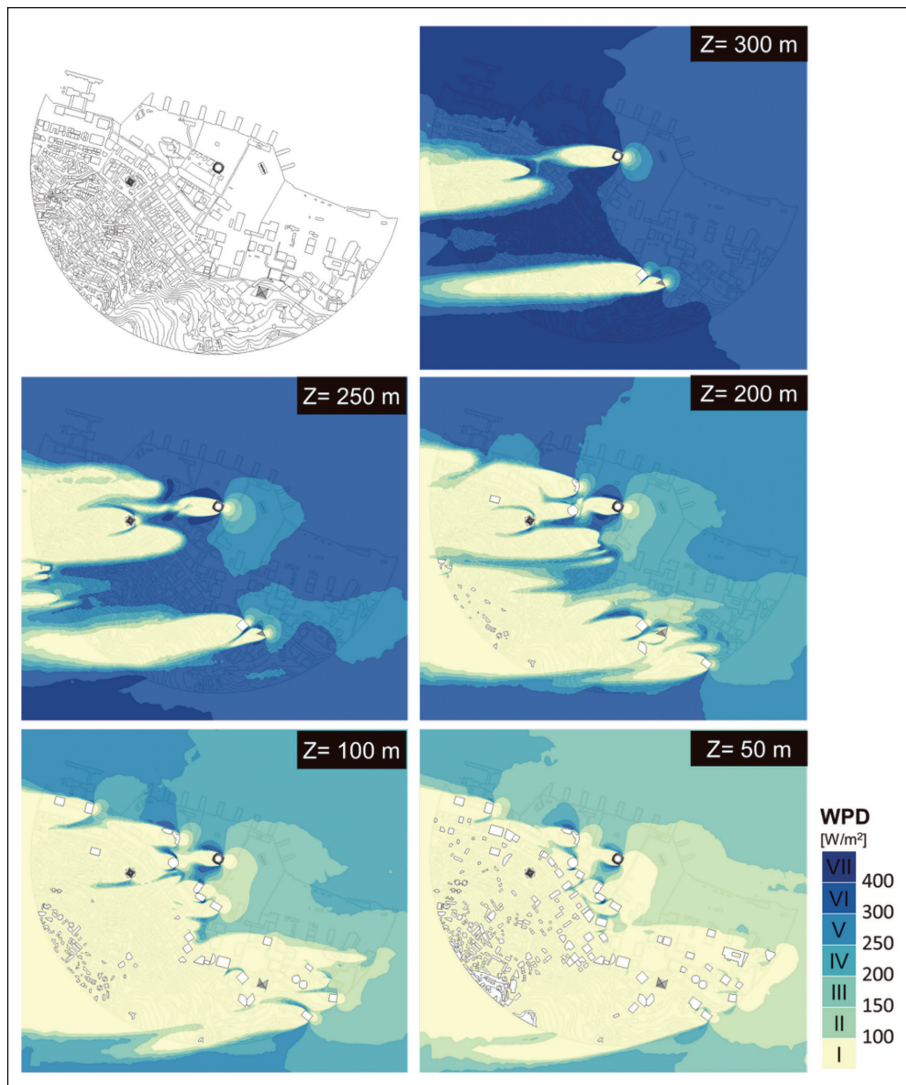 Z= 300 m
Z= 250 m
Z= 200 m
Z= 100 m
Z= 50 m
WPD
[W/m²]
VII
400
VI
300
V
250
IV
200
III
150
II
100
I